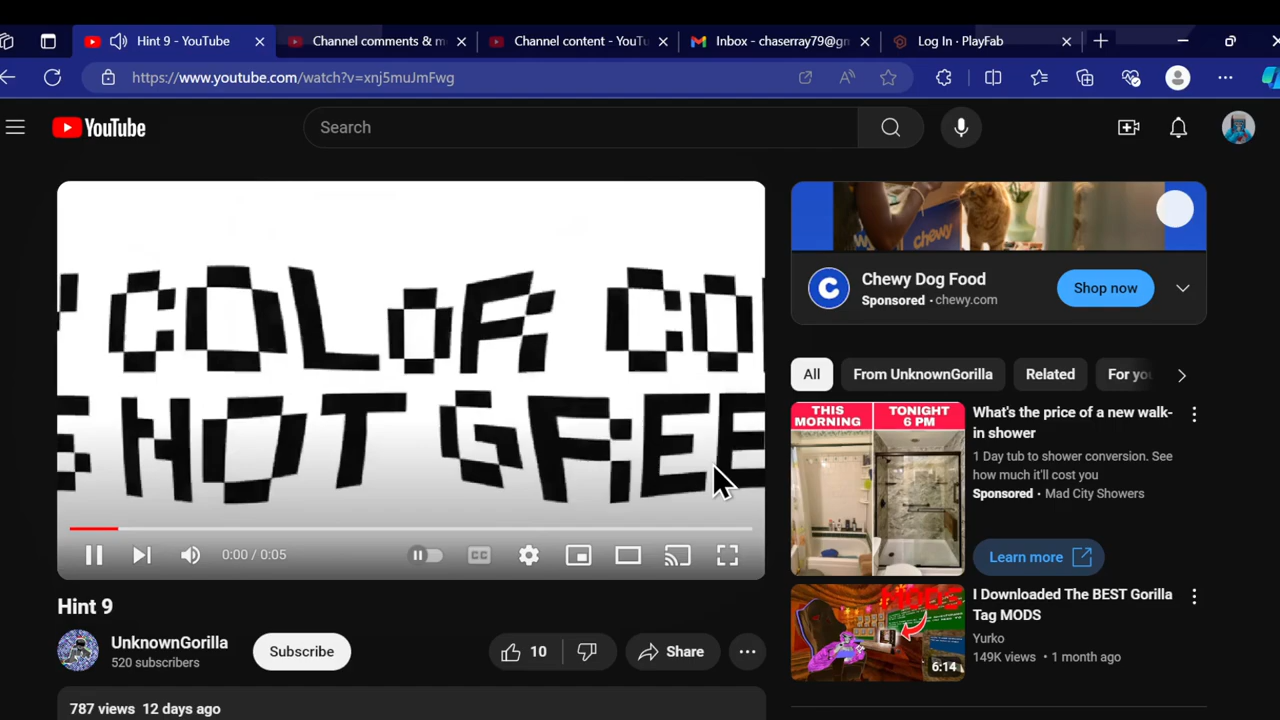 Hint 9 - YouTube
Channel comments & m
Channel content - YouTu
Inbox - chaserray79@gm
Log In · PlayFab
https://www.youtube.com/watch?v=xnj5muJmFwg
YouTube
Search
COLOR CO
NOT GREE
0:00 / 0:05
CC
Hint 9
UnknownGorilla
520 subscribers
Subscribe
10
Share
787 views 12 days ago
chewy
Chewy Dog Food
Sponsored · chewy.com
Shop now
All
From UnknownGorilla
Related
For you
THIS MORNING
TONIGHT 6 PM
What's the price of a new walk-
in shower
1 Day tub to shower conversion. See
how much it'll cost you
Sponsored · Mad City Showers
Learn more
MODS
6:14
I Downloaded The BEST Gorilla
Tag MODS
Yurko
149K views · 1 month ago